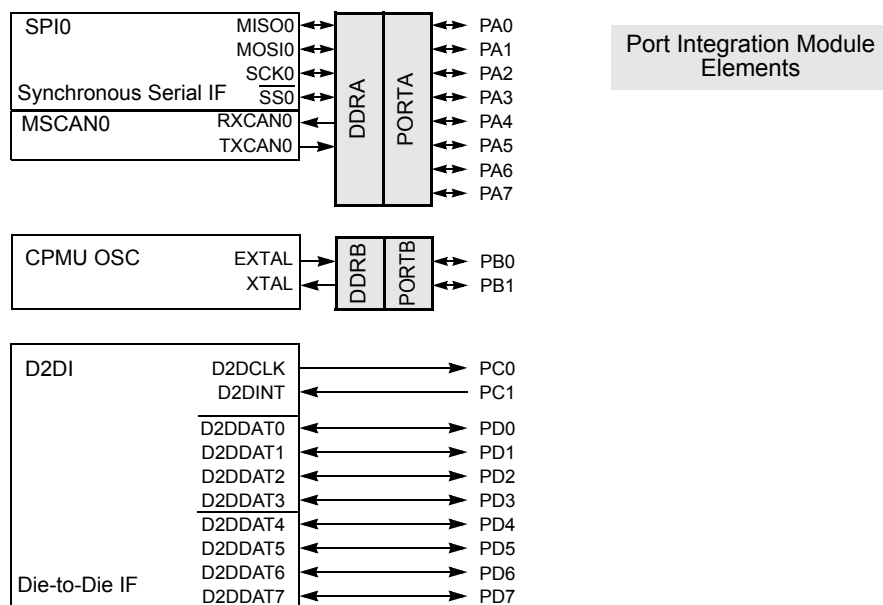 SPI0 MISO0 PA0
MOSI0 PA1
SCK0 PA2
Synchronous Serial IF SS0 PA3
MSCAN0 RXCAN0 PA4
TXCAN0 PA5
PA6
PA7
DDRA
PORTA
Port Integration Module
Elements
CPMU OSC EXTAL PB0
XTAL PB1
DDRB
PORTB
D2DI D2DCLK PC0
D2DINT PC1
D2DDAT0 PD0
D2DDAT1 PD1
D2DDAT2 PD2
D2DDAT3 PD3
D2DDAT4 PD4
D2DDAT5 PD5
D2DDAT6 PD6
Die-to-Die IF D2DDAT7 PD7